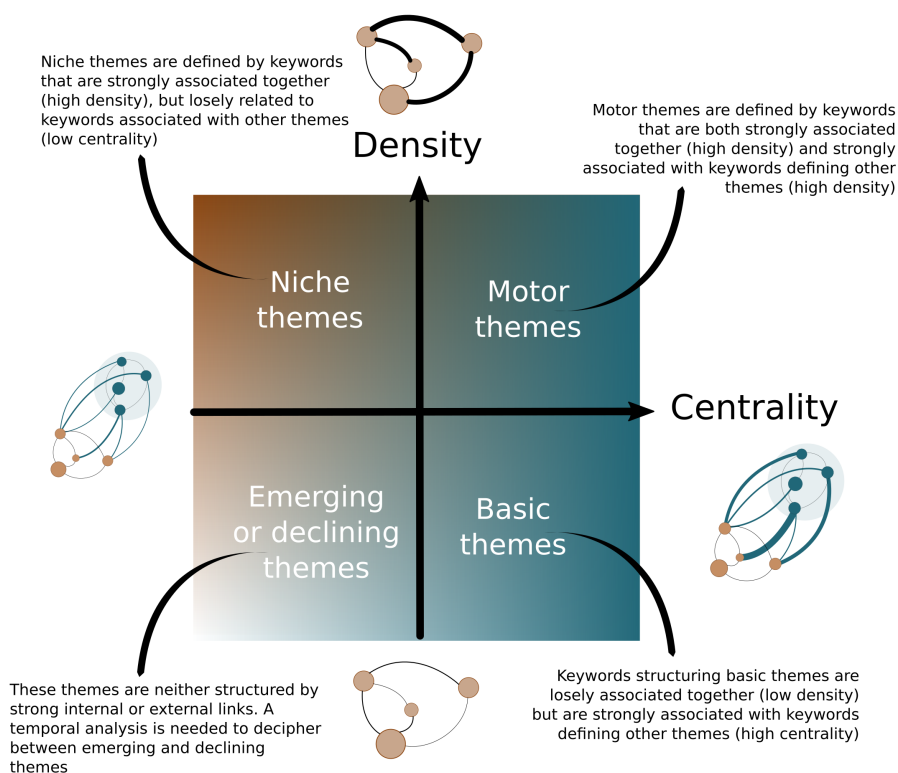 Niche themes are defined by keywords
that are strongly associated together
(high density), but losely related to
keywords associated with other themes
(low centrality)
Density
Motor themes are defined by keywords
that are both strongly associated
together (high density) and strongly
associated with keywords defining other
themes (high density)
Niche
themes
Motor
themes
Centrality
Emerging
or declining
themes
Basic
themes
These themes are neither structured by
strong internal or external links. A
temporal analysis is needed to decipher
between emerging and declining
themes
Keywords structuring basic themes are
losely associated together (low density)
but are strongly associated with keywords
defining other themes (high centrality)